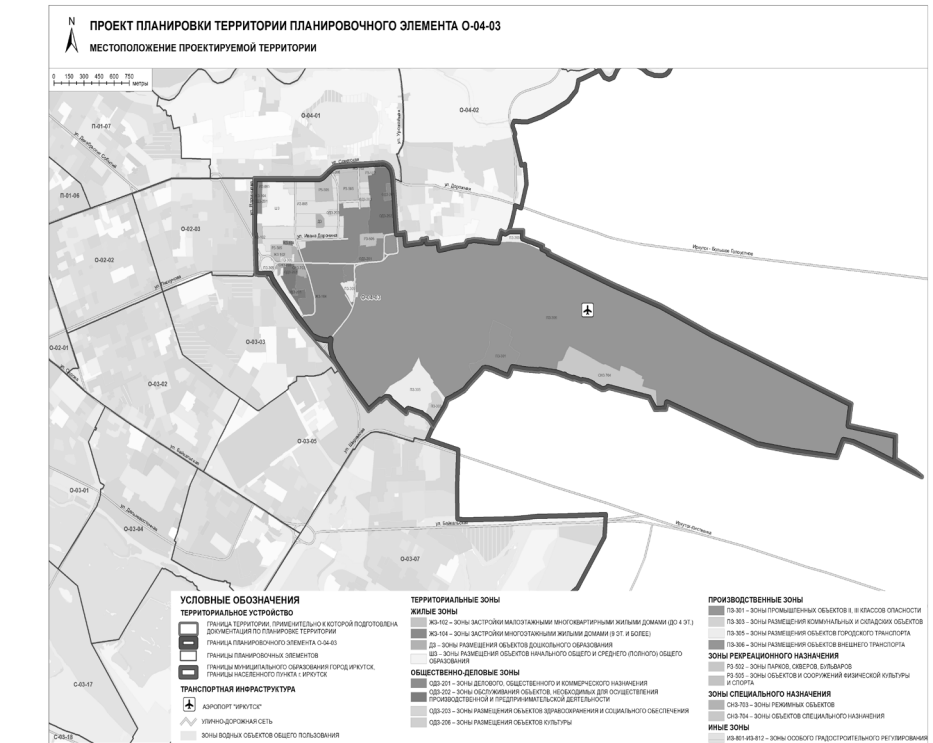 ПРОЕКТ ПЛАНИРОВКИ ТЕРРИТОРИИ ПЛАНИРОВОЧНОГО ЭЛЕМЕНТА О-04-03
МЕСТОПОЛОЖЕНИЕ ПРОЕКТИРУЕМОЙ ТЕРРИТОРИИ
N
0 150 300 450 600 750
метры
О-04-01
О-04-02
П-01-07
П-01-06
О-02-03
О-02-02
О-02-01
О-03-03
О-03-02
О-04-03
О-03-05
О-03-01
О-03-04
О-03-07
С-03-17
С-03-18
ул. Ивана Дергачева
УСЛОВНЫЕ ОБОЗНАЧЕНИЯ
ТЕРРИТОРИАЛЬНОЕ УСТРОЙСТВО
ГРАНИЦА ТЕРРИТОРИИ, ПРИМЕНИТЕЛЬНО К КОТОРОЙ ПОДГОТОВЛЕНА
ДОКУМЕНТАЦИЯ ПО ПЛАНИРОВКЕ ТЕРРИТОРИИ
ГРАНИЦА ПЛАНИРОВОЧНОГО ЭЛЕМЕНТА О-04-03
ГРАНИЦЫ ПЛАНИРОВОЧНЫХ ЭЛЕМЕНТОВ
ГРАНИЦЫ МУНИЦИПАЛЬНОГО ОБРАЗОВАНИЯ ГОРОД ИРКУТСК,
ГРАНИЦЫ НАСЕЛЕННОГО ПУНКТА г. ИРКУТСК
ТРАНСПОРТНАЯ ИНФРАСТРУКТУРА
АЭРОПОРТ "ИРКУТСК"
УЛИЧНО-ДОРОЖНАЯ СЕТЬ
ЗОНЫ ВОДНЫХ ОБЪЕКТОВ ОБЩЕГО ПОЛЬЗОВАНИЯ
ТЕРРИТОРИАЛЬНЫЕ ЗОНЫ
ЖИЛЫЕ ЗОНЫ
ЖЗ-102 – ЗОНЫ ЗАСТРОЙКИ МАЛОЭТАЖНЫМИ МНОГОКВАРТИРНЫМИ ЖИЛЫМИ ДОМАМИ (ДО 4 ЭТ.)
ЖЗ-104 – ЗОНЫ ЗАСТРОЙКИ МНОГОЭТАЖНЫМИ ЖИЛЫМИ ДОМАМИ (9 ЭТ. И БОЛЕЕ)
ДЗ – ЗОНЫ РАЗМЕЩЕНИЯ ОБЪЕКТОВ ДОШКОЛЬНОГО ОБРАЗОВАНИЯ
ШЗ – ЗОНЫ РАЗМЕЩЕНИЯ ОБЪЕКТОВ НАЧАЛЬНОГО ОБЩЕГО И СРЕДНЕГО (ПОЛНОГО) ОБЩЕГО
ОБРАЗОВАНИЯ
ОБЩЕСТВЕННО-ДЕЛОВЫЕ ЗОНЫ
ОДЗ-201 – ЗОНЫ ДЕЛОВОГО, ОБЩЕСТВЕННОГО И КОММЕРЧЕСКОГО НАЗНАЧЕНИЯ
ОДЗ-202 – ЗОНЫ ОБСЛУЖИВАНИЯ ОБЪЕКТОВ, НЕОБХОДИМЫХ ДЛЯ ОСУЩЕСТВЛЕНИЯ
ПРОИЗВОДСТВЕННОЙ И ПРЕДПРИНИМАТЕЛЬСКОЙ ДЕЯТЕЛЬНОСТИ
ОДЗ-203 – ЗОНЫ РАЗМЕЩЕНИЯ ОБЪЕКТОВ ЗДРАВООХРАНЕНИЯ И СОЦИАЛЬНОГО ОБЕСПЕЧЕНИЯ
ОДЗ-206 – ЗОНЫ РАЗМЕЩЕНИЯ ОБЪЕКТОВ КУЛЬТУРЫ
ПРОИЗВОДСТВЕННЫЕ ЗОНЫ
ПЗ-301 – ЗОНЫ ПРОМЫШЛЕННЫХ ОБЪЕКТОВ II, III КЛАССОВ ОПАСНОСТИ
ПЗ-303 – ЗОНЫ РАЗМЕЩЕНИЯ КОММУНАЛЬНЫХ И СКЛАДСКИХ ОБЪЕКТОВ
ПЗ-305 – ЗОНЫ РАЗМЕЩЕНИЯ ОБЪЕКТОВ ГОРОДСКОГО ТРАНСПОРТА
ПЗ-306 – ЗОНЫ РАЗМЕЩЕНИЯ ОБЪЕКТОВ ВНЕШНЕГО ТРАНСПОРТА
ЗОНЫ РЕКРЕАЦИОННОГО НАЗНАЧЕНИЯ
РЗ-502 – ЗОНЫ ПАРКОВ, СКВЕРОВ, БУЛЬВАРОВ
РЗ-505 – ЗОНЫ ОБЪЕКТОВ И СООРУЖЕНИЙ ФИЗИЧЕСКОЙ КУЛЬТУРЫ
И СПОРТА
ЗОНЫ СПЕЦИАЛЬНОГО НАЗНАЧЕНИЯ
СНЗ-703 – ЗОНЫ РЕЖИМНЫХ ОБЪЕКТОВ
СНЗ-704 – ЗОНЫ ОБЪЕКТОВ СПЕЦИАЛЬНОГО НАЗНАЧЕНИЯ
ИНЫЕ ЗОНЫ
ИЗ-801-ИЗ-812 – ЗОНЫ ОСОБОГО ГРАДОСТРОИТЕЛЬНОГО РЕГУЛИРОВАНИЯ